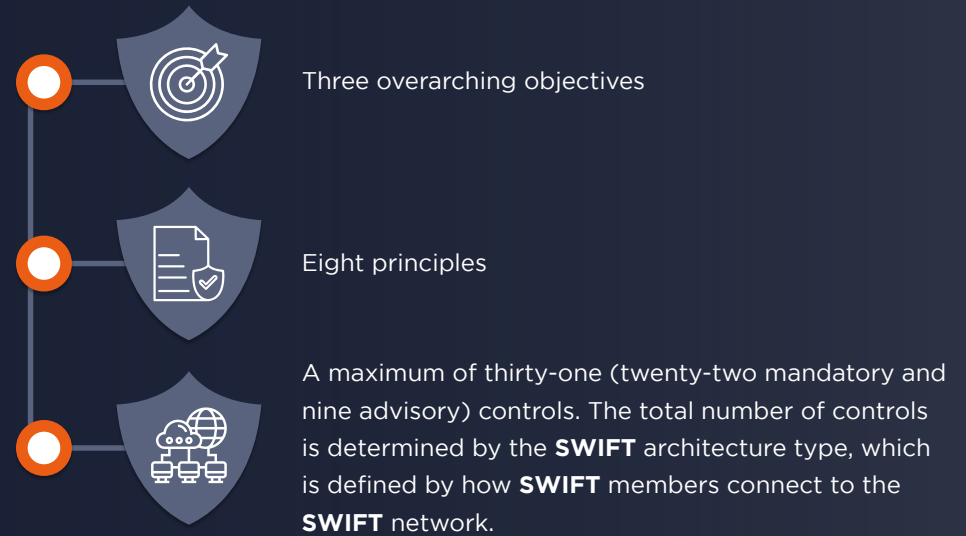 Three overarching objectives
Eight principles
A maximum of thirty-one (twenty-two mandatory and
nine advisory) controls. The total number of controls
is determined by the SWIFT architecture type, which
is defined by how SWIFT members connect to the
SWIFT network.